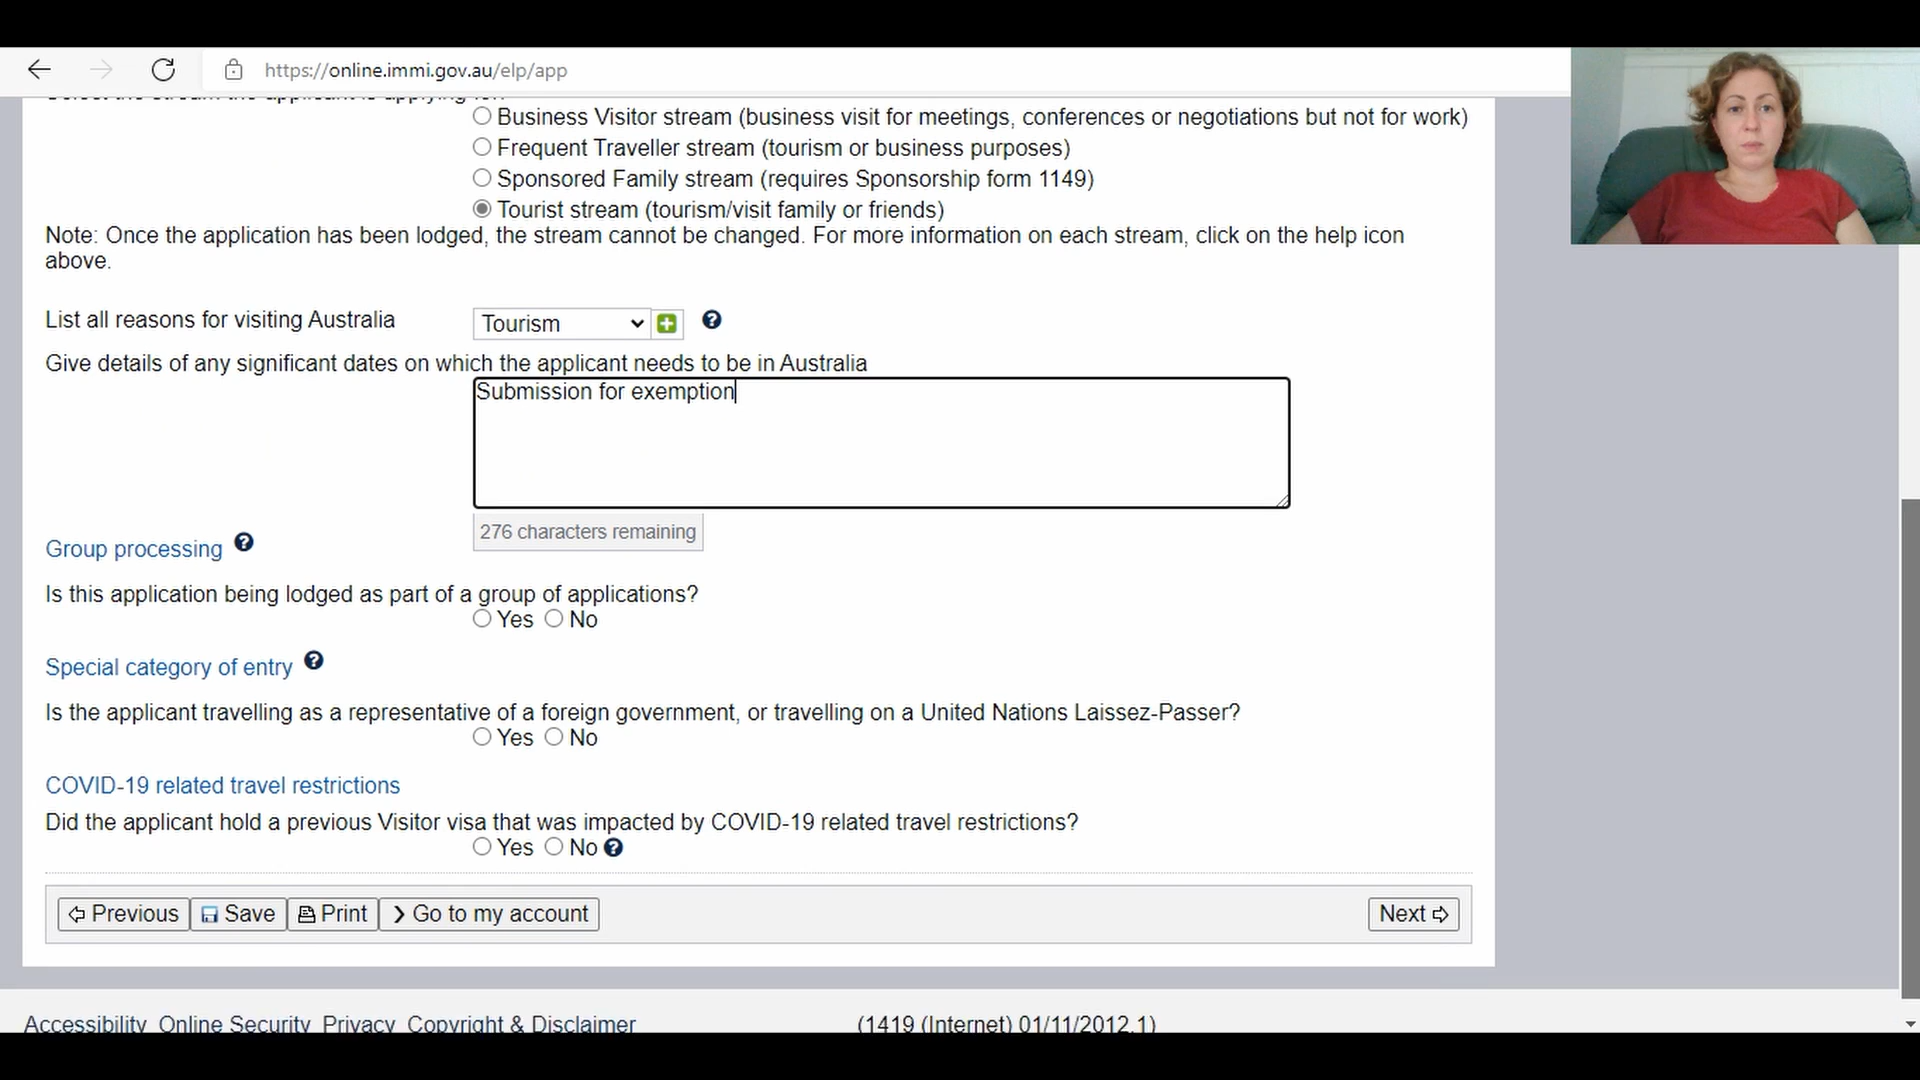 https://online.immi.gov.au/elp/app
Business Visitor stream (business visit for meetings, conferences or negotiations but not for work)
Frequent Traveller stream (tourism or business purposes)
Sponsored Family stream (requires Sponsorship form 1149)
Tourist stream (tourism/visit family or friends)
Note: Once the application has been lodged, the stream cannot be changed. For more information on each stream, click on the help icon
above.
List all reasons for visiting Australia
Tourism
Give details of any significant dates on which the applicant needs to be in Australia
Submission for exemption
276 characters remaining
Group processing
Is this application being lodged as part of a group of applications?
Yes No
Special category of entry
Is the applicant travelling as a representative of a foreign government, or travelling on a United Nations Laissez-Passer?
Yes No
COVID-19 related travel restrictions
Did the applicant hold a previous Visitor visa that was impacted by COVID-19 related travel restrictions?
Yes No
Previous Save Print Go to my account Next
Accessibility Online Security Privacy Copyright & Disclaimer (1419 (Internet) 01/11/2012.1)